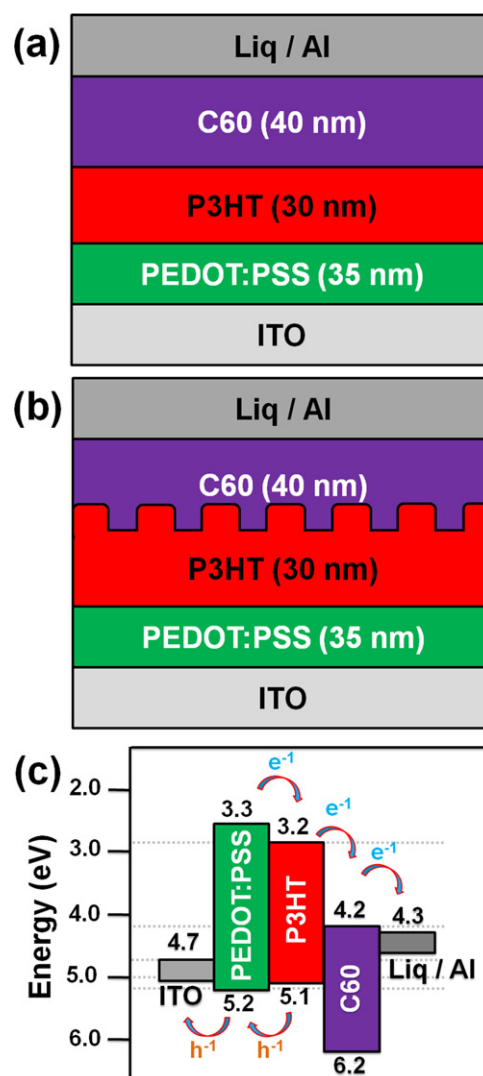 (a)
Liq / Al
C60 (40 nm)
P3HT (30 nm)
PEDOT:PSS (35 nm)
ITO
(b)
Liq / Al
C60 (40 nm)
P3HT (30 nm)
PEDOT:PSS (35 nm)
ITO
(c)
Energy (eV)
2.0
3.0
4.0
5.0
6.0
e⁻¹
e⁻¹
e⁻¹
3.3
3.2
4.2
4.3
4.7
PEDOT:PSS
P3HT
C60
ITO
Liq / Al
5.2
5.1
6.2
h⁻¹
h⁻¹